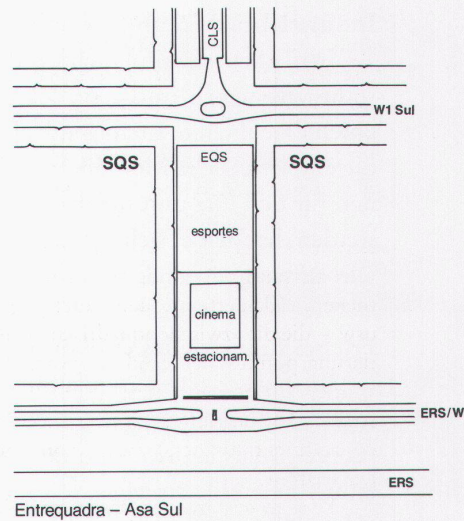 CLS
W1 Sul
SQS
EQS
SQS
esportes
cinema
estacionam.
ERS/W
ERS
Entrequadra – Asa Sul